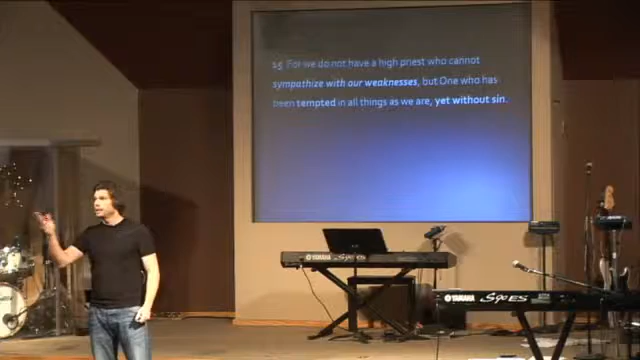 15 For we do not have a high priest who cannot
sympathize with our weaknesses, but One who has
been tempted in all things as we are, yet without sin.
YAMAHA S90ES
YAMAHA S90ES